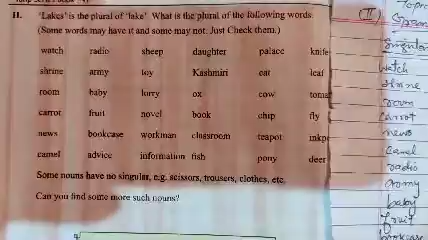 II. 'Lakes' is the plural of 'lake' What is the plural of the following words
(Some words may have it and some may not. Just Check them.)
watch radio sheep daughter palace knife
shrine army toy Kashmiri cat leaf
room baby lorry ox cow
carrot fruit novel book chip fly
news bookcase workman classroom teapot
camel advice information fish pony deer
Some nouns have no singular, e.g. scissors, trousers, clothes, etc.
Can you find some more such nouns?
(II)
Watch
shrine
room
carrot
news
Camel
radio
army
baby
fruit
bookcase